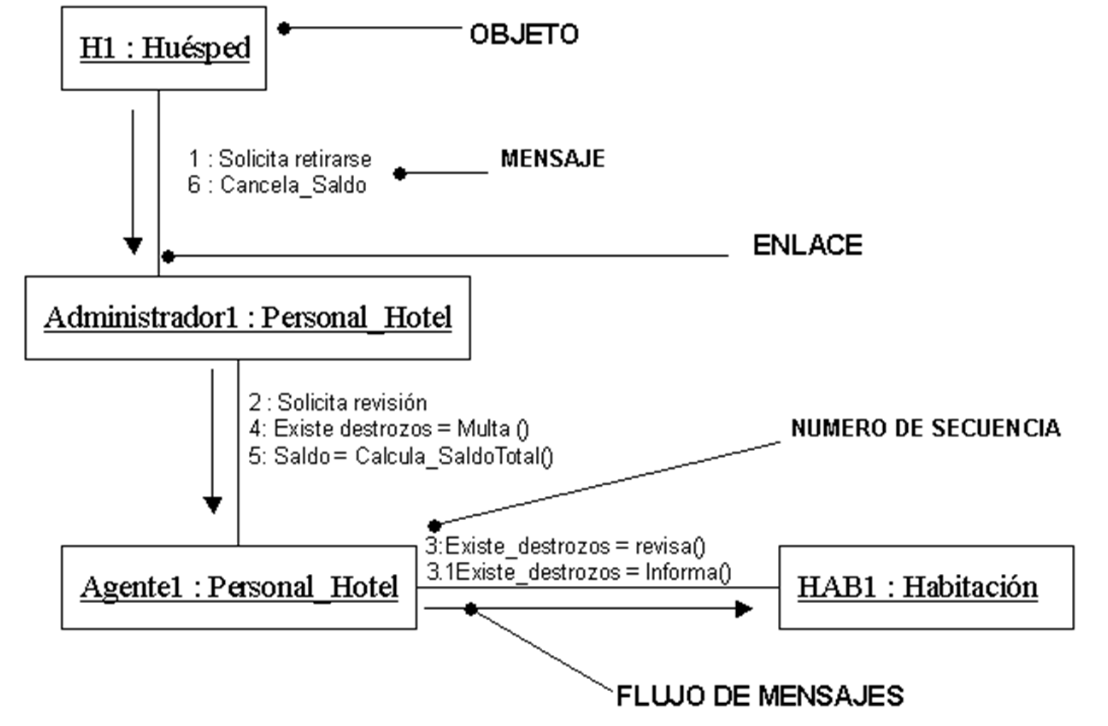 H1 : Huésped
OBJETO
1 : Solicita retirarse
6 : Cancela_Saldo
MENSAJE
ENLACE
Administrador1 : Personal_Hotel
2 : Solicita revisión
4: Existe destrozos = Multa ()
5: Saldo = Calcula_SaldoTotal()
NUMERO DE SECUENCIA
3:Existe_destrozos = revisa()
3.1Existe_destrozos = Informa()
Agente1 : Personal_Hotel
HAB1 : Habitación
FLUJO DE MENSAJES